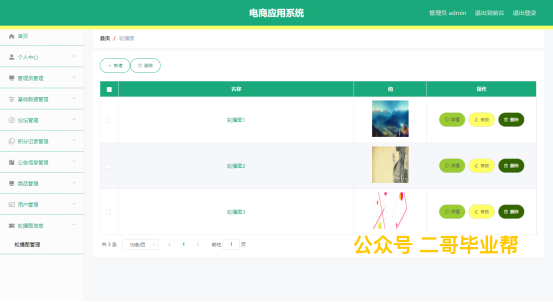 电商应用系统
管理员 admin 退出到前台 退出登录
首页
首页 / 轮播图
个人中心
管理员管理
基础数据管理
论坛管理
积分记录管理
公告信息管理
商品管理
用户管理
轮播图信息
轮播图管理
+ 新增 删除
名称 值 操作
轮播图1 详情 修改 删除
轮播图2 详情 修改 删除
轮播图3 详情 修改 删除
共 3 条 10条/页 < 1 > 前往 1 页
公众号 二哥毕业帮